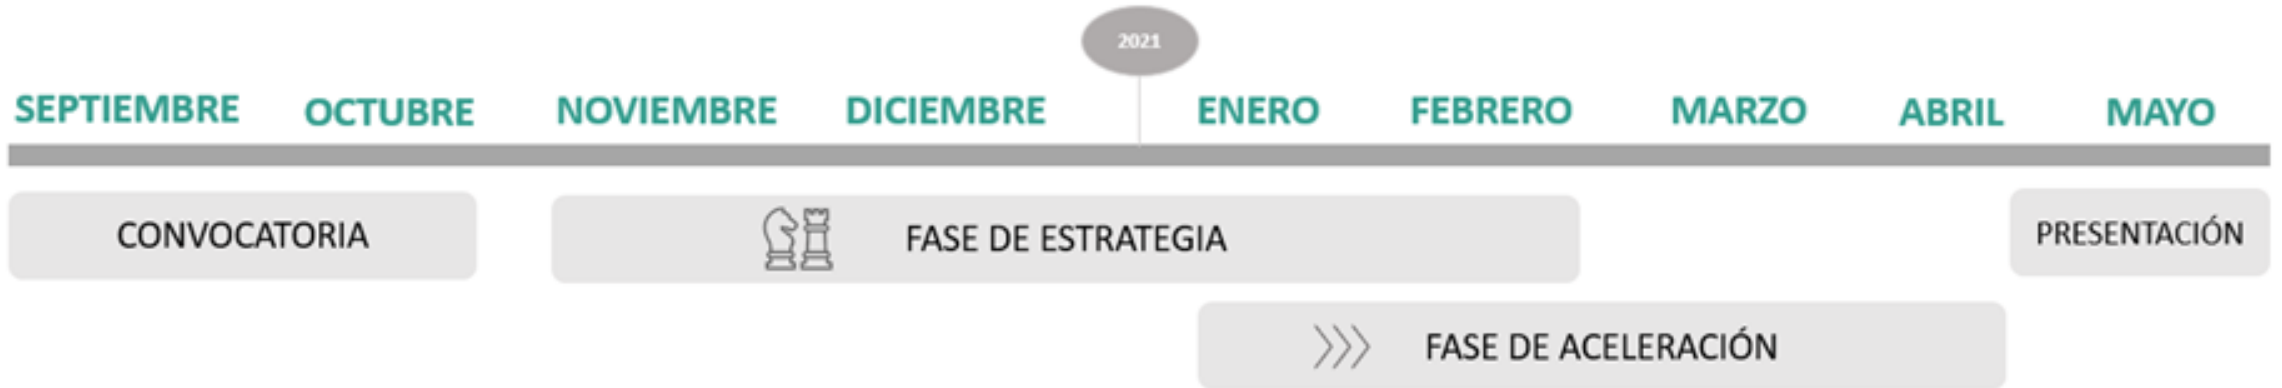 2021
SEPTIEMBRE OCTUBRE NOVIEMBRE DICIEMBRE ENERO FEBRERO MARZO ABRIL MAYO
CONVOCATORIA FASE DE ESTRATEGIA PRESENTACIÓN
FASE DE ACELERACIÓN